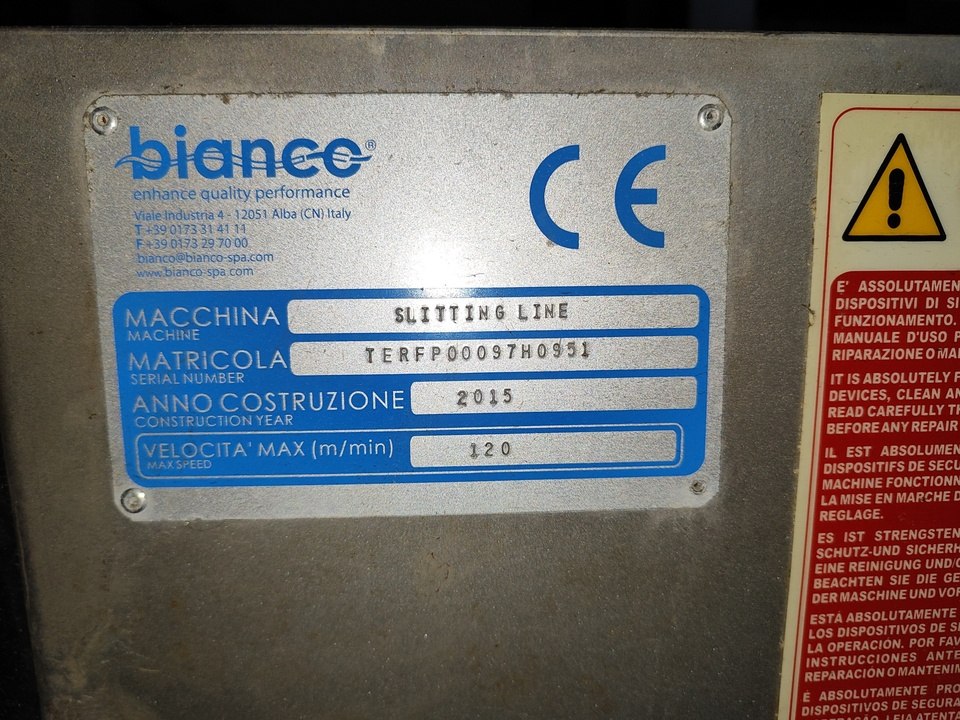 bianco®
enhance quality performance
Viale Industria 4 - 12051 Alba (CN) Italy
T +39 0173 31 41 11
F +39 0173 29 70 00
bianco@bianco-spa.com
www.bianco-spa.com
CE
MACCHINA SLITTING LINE
MACHINE
MATRICOLA TERFP00097H0951
SERIAL NUMBER
ANNO COSTRUZIONE 2015
CONSTRUCTION YEAR
VELOCITA' MAX (m/min) 120
MAX SPEED
E' ASSOLUTAMEN
DISPOSITIVI DI SI
FUNZIONAMENTO.
MANUALE D'USO P
RIPARAZIONE O MA
IT IS ABSOLUTELY F
DEVICES, CLEAN AN
READ CAREFULLY TH
BEFORE ANY REPAIR
IL EST ABSOLUMEN
DISPOSITIFS DE SECU
MACHINE FONCTIONN
LA MISE EN MARCHE D
REGLAGE.
ES IST STRENGSTEN
SCHUTZ-UND SICHERH
EINE REINIGUNG UND/O
BEACHTEN SIE DIE GE
DER MASCHINE UND VOR
ESTÁ ABSOLUTAMENTE
LOS DISPOSITIVOS DE SE
LA OPERACIÓN. POR FAV
INSTRUCCIONES ANTE
REPARACIÓN O MANTENIM
É ABSOLUTAMENTE PRO
DISPOSITIVOS DE SEGURA